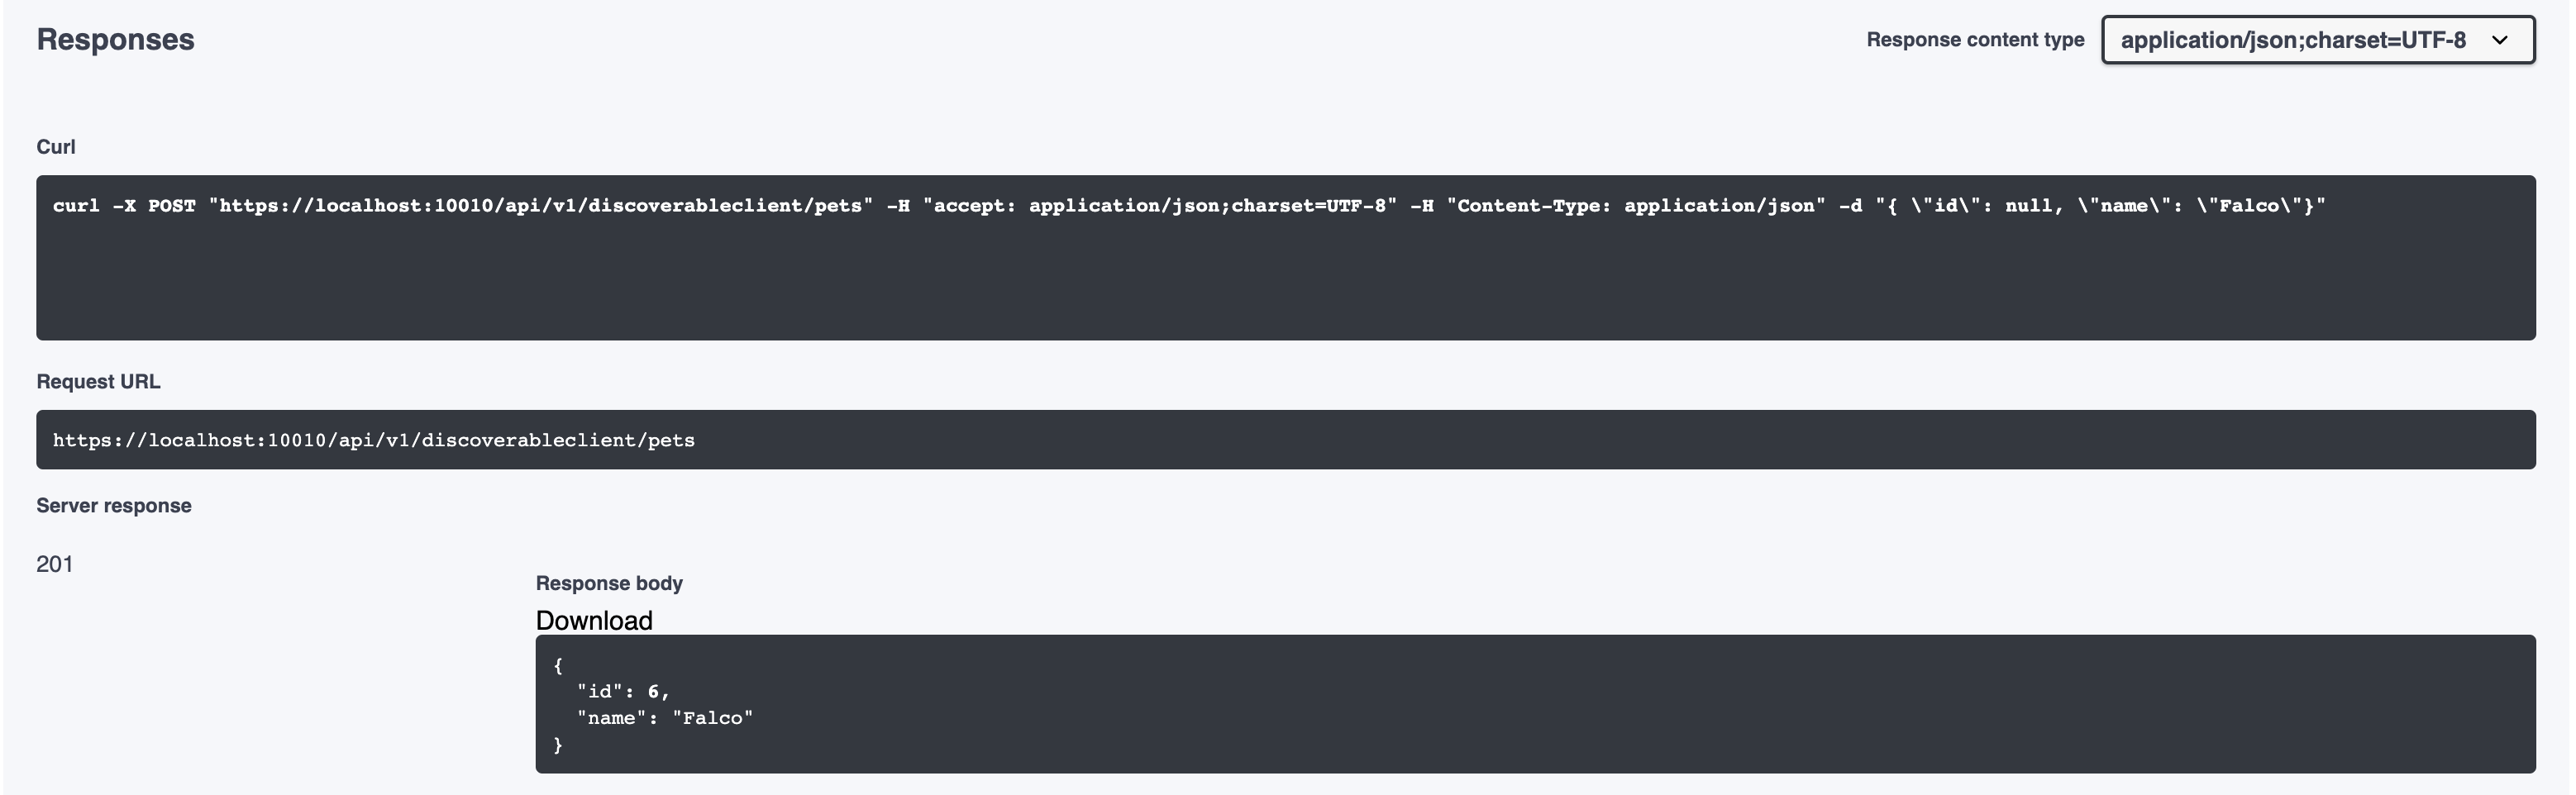 Responses
Response content type
application/json;charset=UTF-8
Curl
curl -X POST "https://localhost:10010/api/v1/discoverableclient/pets" -H "accept: application/json;charset=UTF-8" -H "Content-Type: application/json" -d "{ \"id\": null, \"name\": \"Falco\"}"
Request URL
https://localhost:10010/api/v1/discoverableclient/pets
Server response
201
Response body
Download
{
  "id": 6,
  "name": "Falco"
}